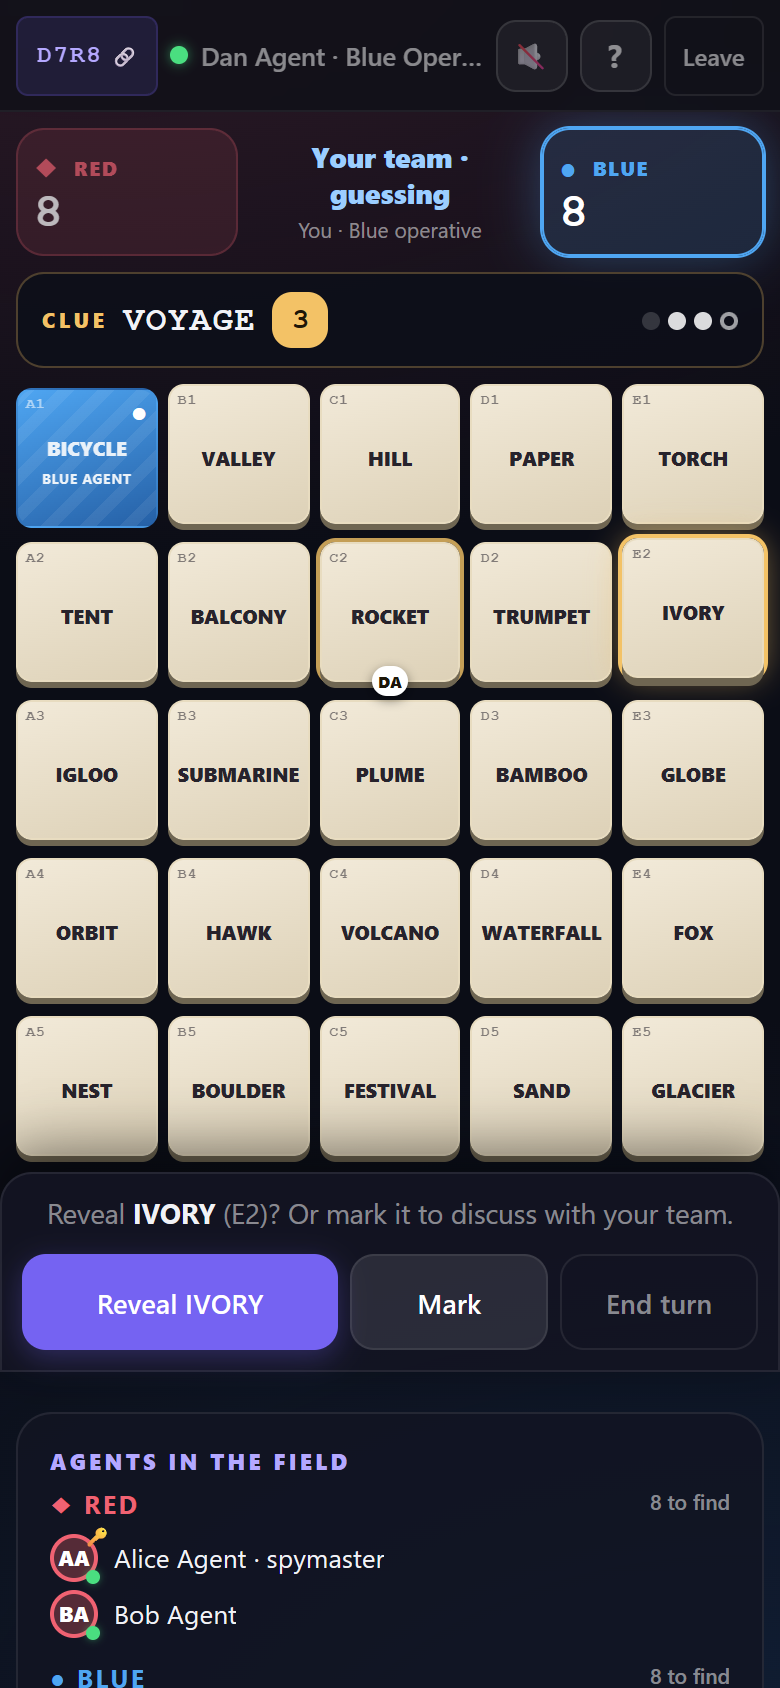 D7R8
Dan Agent · Blue Oper...
?
Leave
RED
8
Your team ·
guessing
You · Blue operative
BLUE
8
CLUE VOYAGE 3
A1
BICYCLE
BLUE AGENT
B1
VALLEY
C1
HILL
D1
PAPER
E1
TORCH
A2
TENT
B2
BALCONY
C2
ROCKET
DA
D2
TRUMPET
E2
IVORY
A3
IGLOO
B3
SUBMARINE
C3
PLUME
D3
BAMBOO
E3
GLOBE
A4
ORBIT
B4
HAWK
C4
VOLCANO
D4
WATERFALL
E4
FOX
A5
NEST
B5
BOULDER
C5
FESTIVAL
D5
SAND
E5
GLACIER
Reveal IVORY (E2)? Or mark it to discuss with your team.
Reveal IVORY
Mark
End turn
AGENTS IN THE FIELD
RED 8 to find
AA Alice Agent · spymaster
BA Bob Agent
BLUE 8 to find